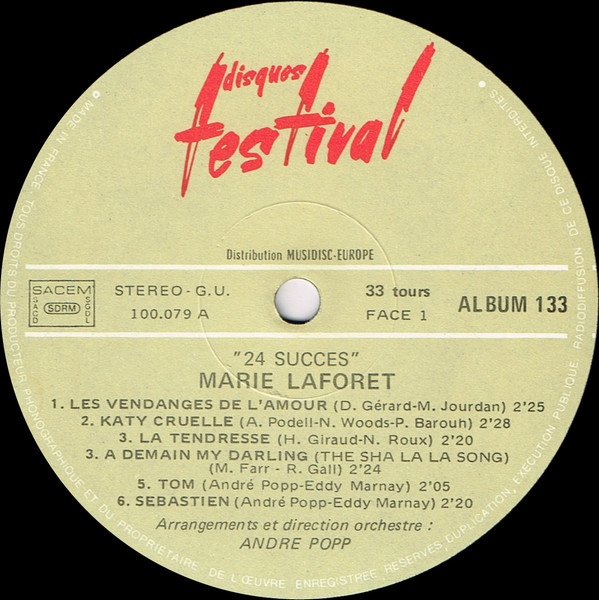 disques
festival
Distribution MUSIDISC-EUROPE
SACEM
SACD
SDRM
SGDL
STEREO - G.U.
100.079 A
33 tours
FACE 1
ALBUM 133
"24 SUCCES"
MARIE LAFORET
1. LES VENDANGES DE L'AMOUR (D. Gérard-M. Jourdan) 2'25
2. KATY CRUELLE (A. Podell-N. Woods-P. Barouh) 2'28
3. LA TENDRESSE (H. Giraud-N. Roux) 2'20
3. A DEMAIN MY DARLING (THE SHA LA LA SONG)
(M. Farr - R. Gall) 2'24
5. TOM (André Popp-Eddy Marnay) 2'05
6. SEBASTIEN (André Popp-Eddy Marnay) 2'20
Arrangements et direction orchestre :
ANDRE POPP
MADE IN FRANCE TOUS DROITS DU PRODUCTEUR PHONOGRAPHIQUE ET DU PROPRIETAIRE DE L'ŒUVRE ENREGISTREE RESERVES DUPLICATION, EXECUTION PUBLIQUE RADIODIFFUSION DE CE DISQUE INTERDITES